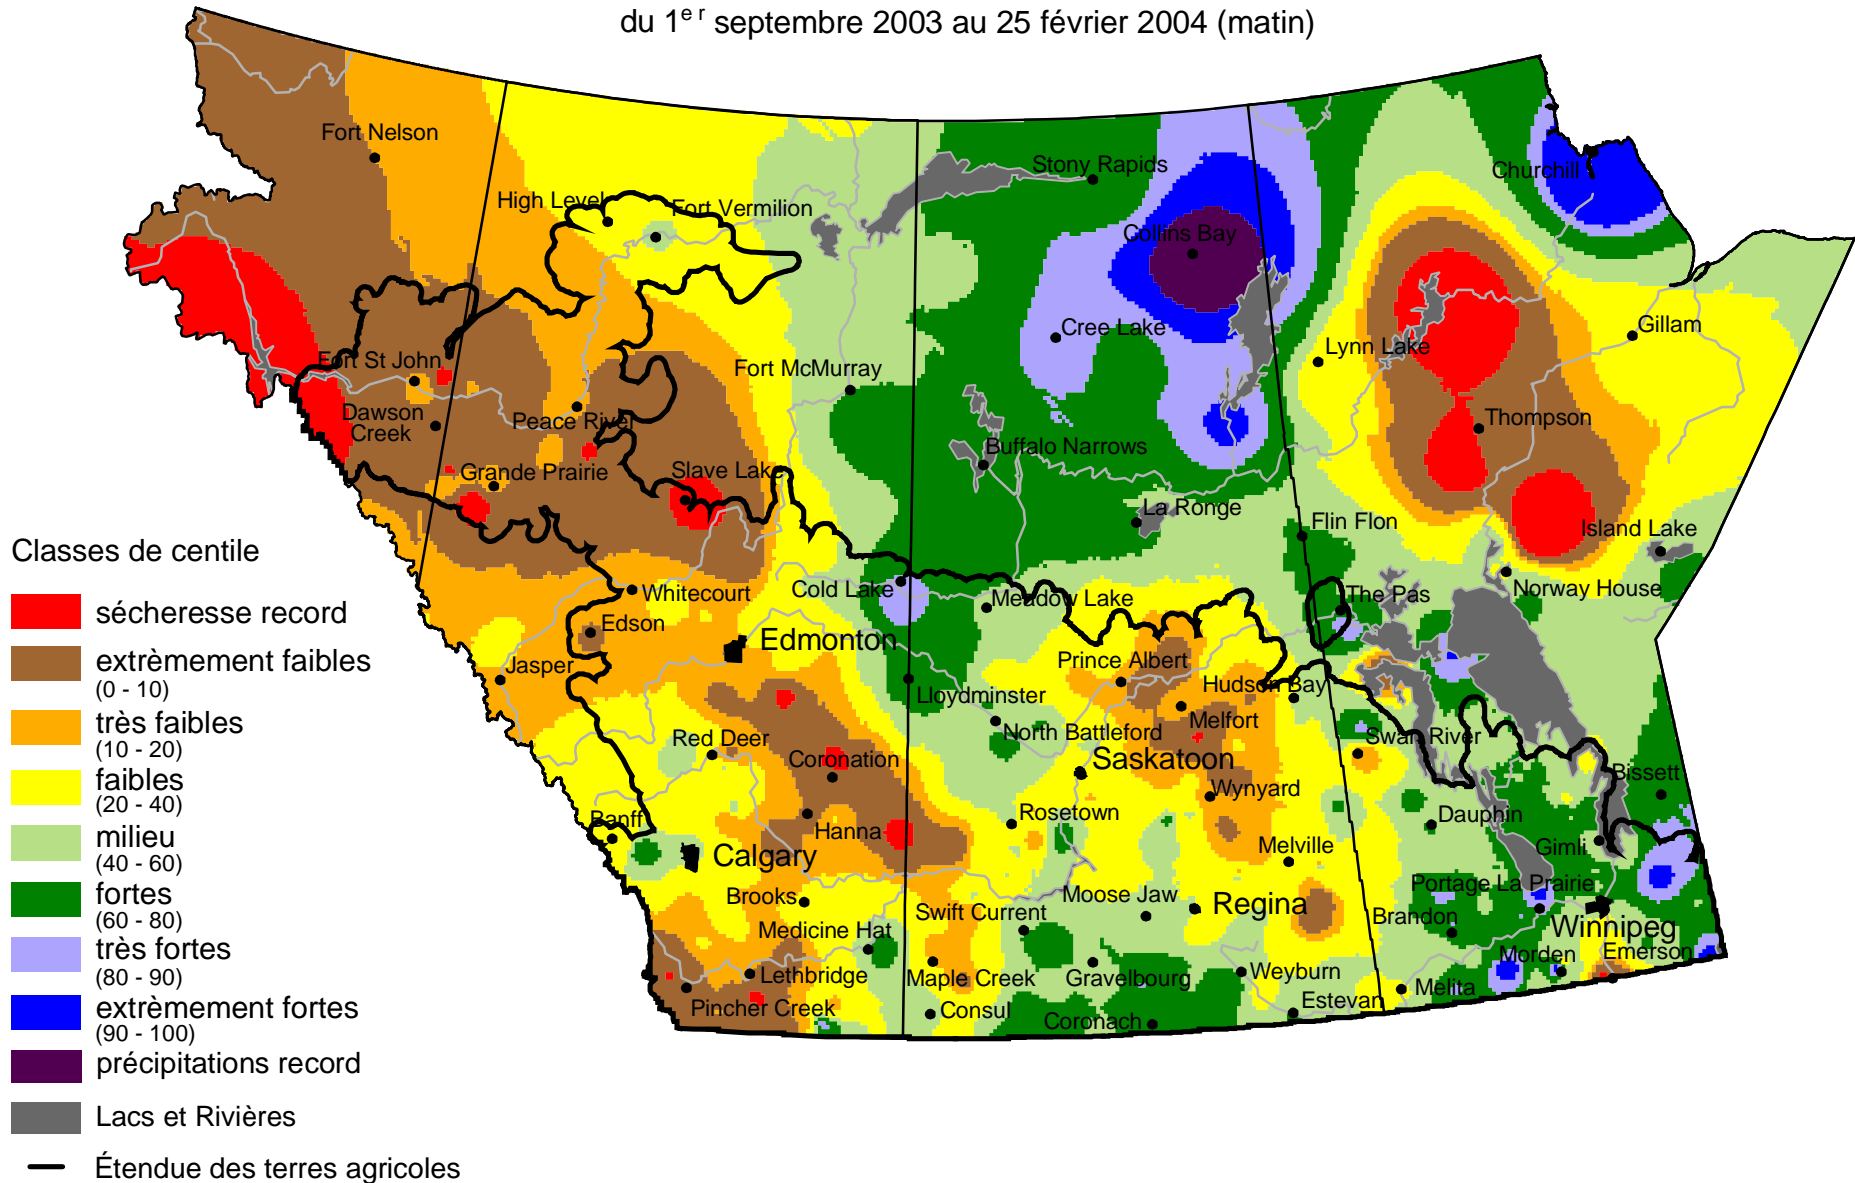 du 1er septembre 2003 au 25 février 2004 (matin)
Fort Nelson
Churchill
Stony Rapids
High Level
Fort Vermilion
Collins Bay
Cree Lake
Gillam
Lynn Lake
Fort St John
Fort McMurray
Dawson
Creek
Peace River
Thompson
Buffalo Narrows
Grande Prairie
Slave Lake
La Ronge
Flin Flon
Island Lake
Whitecourt
Cold Lake
Meadow Lake
The Pas
Norway House
Edson
Edmonton
Jasper
Prince Albert
Hudson Bay
Lloydminster
Melfort
North Battleford
Red Deer
Swan River
Coronation
Saskatoon
Bissett
Wynyard
Banff
Hanna
Rosetown
Dauphin
Gimli
Calgary
Melville
Brooks
Moose Jaw
Portage La Prairie
Swift Current
Regina
Brandon
Medicine Hat
Winnipeg
Lethbridge
Maple Creek
Gravelbourg
Weyburn
Morden
Emerson
Pincher Creek
Consul
Coronach
Estevan
Melita
Classes de centile
sécheresse record
extrèmement faibles
(0 - 10)
très faibles
(10 - 20)
faibles
(20 - 40)
milieu
(40 - 60)
fortes
(60 - 80)
très fortes
(80 - 90)
extrèmement fortes
(90 - 100)
précipitations record
Lacs et Rivières
Étendue des terres agricoles